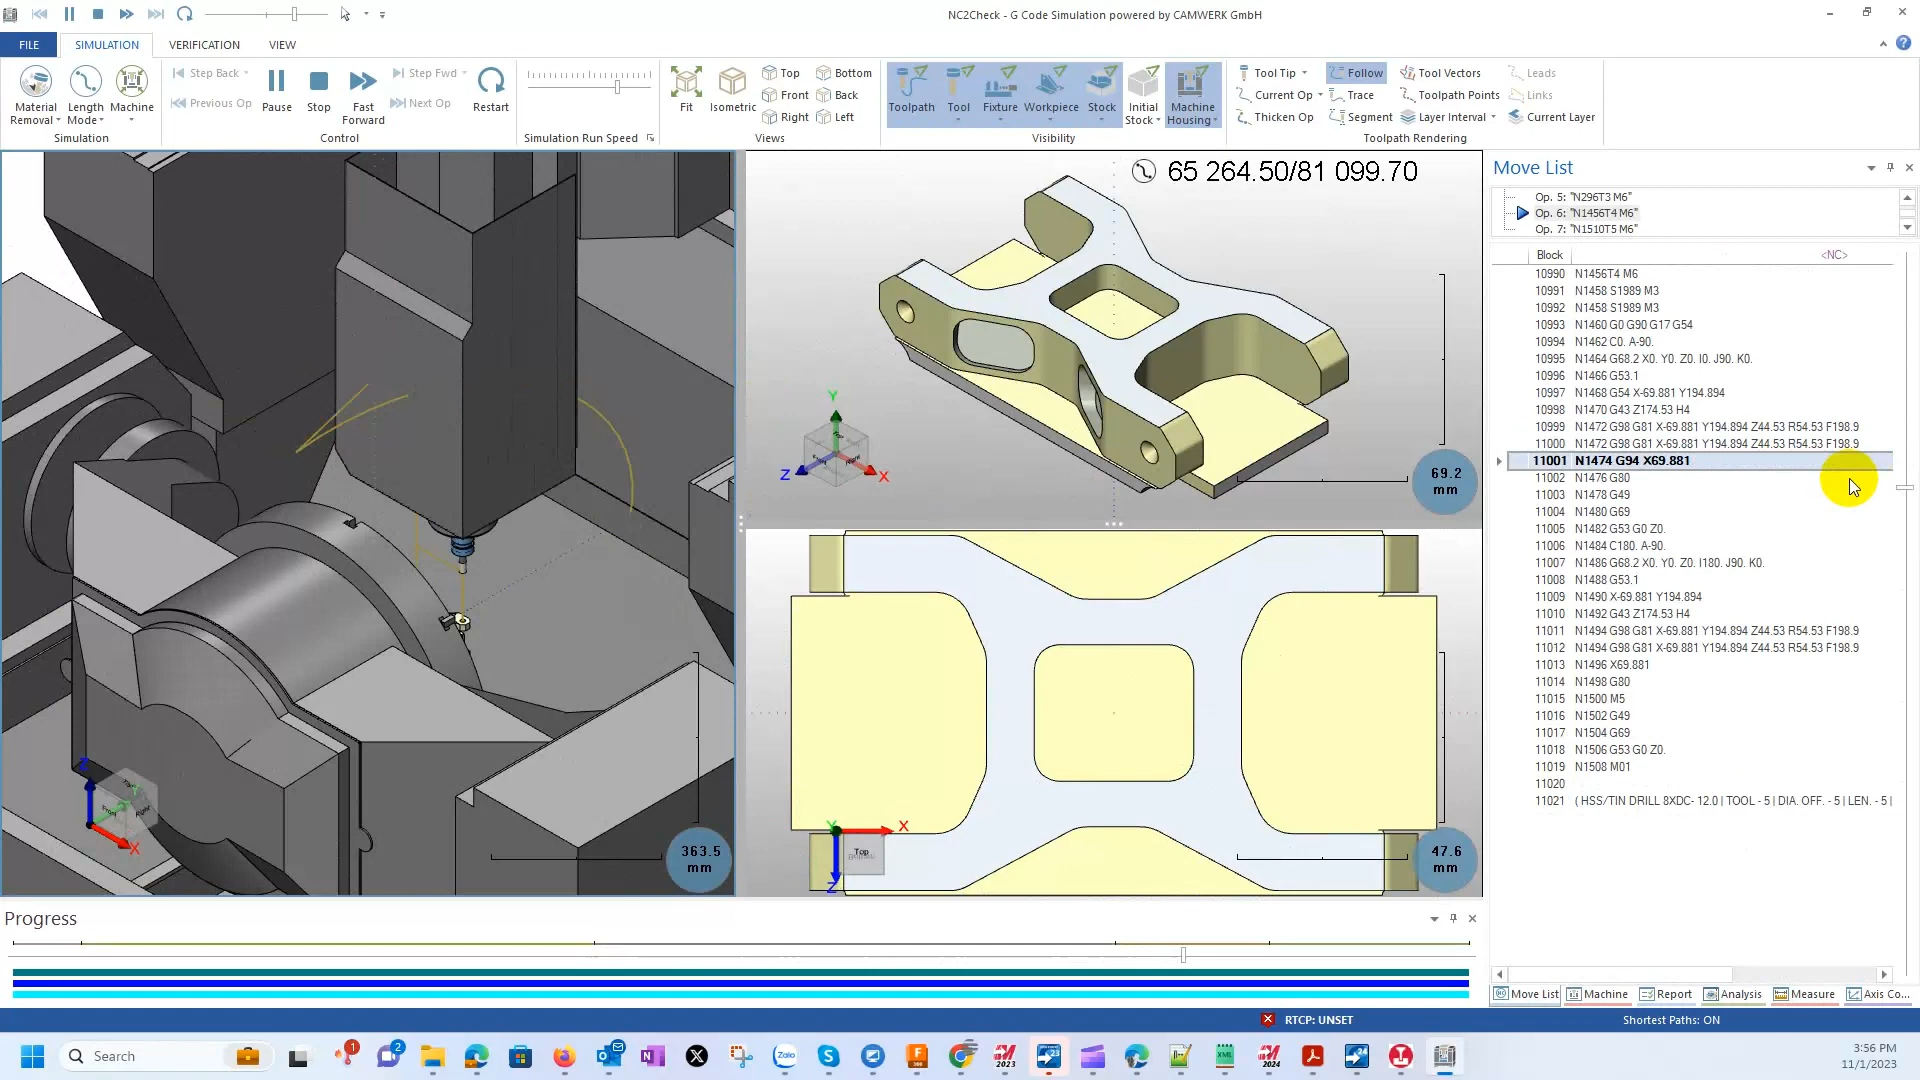 NC2Check - G Code Simulation powered by CAMWERK GmbH
FILE
SIMULATION
VERIFICATION
VIEW
Material Removal
Length Mode
Machine
Simulation
Step Back
Previous Op
Pause
Stop
Fast Forward
Step Fwd
Next Op
Restart
Control
Simulation Run Speed
Fit
Isometric
Top
Front
Right
Bottom
Back
Left
Views
Toolpath
Tool
Fixture
Workpiece
Stock
Initial Stock
Machine Housing
Visibility
Tool Tip
Current Op
Thicken Op
Follow
Trace
Segment
Tool Vectors
Toolpath Points
Layer Interval
Leads
Links
Current Layer
Toolpath Rendering
65 264.50/81 099.70
Y
Z
X
69.2
mm
Z
X
363.5
mm
Y
X
Z
Top
47.6
mm
Move List
Op. 5: "N296T3 M6"
Op. 6: "N1456T4 M6"
Op. 7: "N1510T5 M6"
Block <NC>
10990 N1456T4 M6
10991 N1458 S1989 M3
10992 N1458 S1989 M3
10993 N1460 G0 G90 G17 G54
10994 N1462 C0. A-90.
10995 N1464 G68.2 X0. Y0. Z0. I0. J90. K0.
10996 N1466 G53.1
10997 N1468 G54 X-69.881 Y194.894
10998 N1470 G43 Z174.53 H4
10999 N1472 G98 G81 X-69.881 Y194.894 Z44.53 R54.53 F198.9
11000 N1472 G98 G81 X-69.881 Y194.894 Z44.53 R54.53 F198.9
11001 N1474 G94 X69.881
11002 N1476 G80
11003 N1478 G49
11004 N1480 G69
11005 N1482 G53 G0 Z0.
11006 N1484 C180. A-90.
11007 N1486 G68.2 X0. Y0. Z0. I180. J90. K0.
11008 N1488 G53.1
11009 N1490 X-69.881 Y194.894
11010 N1492 G43 Z174.53 H4
11011 N1494 G98 G81 X-69.881 Y194.894 Z44.53 R54.53 F198.9
11012 N1494 G98 G81 X-69.881 Y194.894 Z44.53 R54.53 F198.9
11013 N1496 X69.881
11014 N1498 G80
11015 N1500 M5
11016 N1502 G49
11017 N1504 G69
11018 N1506 G53 G0 Z0.
11019 N1508 M01
11020
11021 ( HSS/TIN DRILL 8XDC- 12.0 | TOOL - 5 | DIA. OFF. - 5 | LEN. - 5 |
Move List
Machine
Report
Analysis
Measure
Axis Co...
Progress
RTCP: UNSET
Shortest Paths: ON
Search
1
2
Zalo
2023
23
XML
2024
24
3:56 PM
11/1/2023